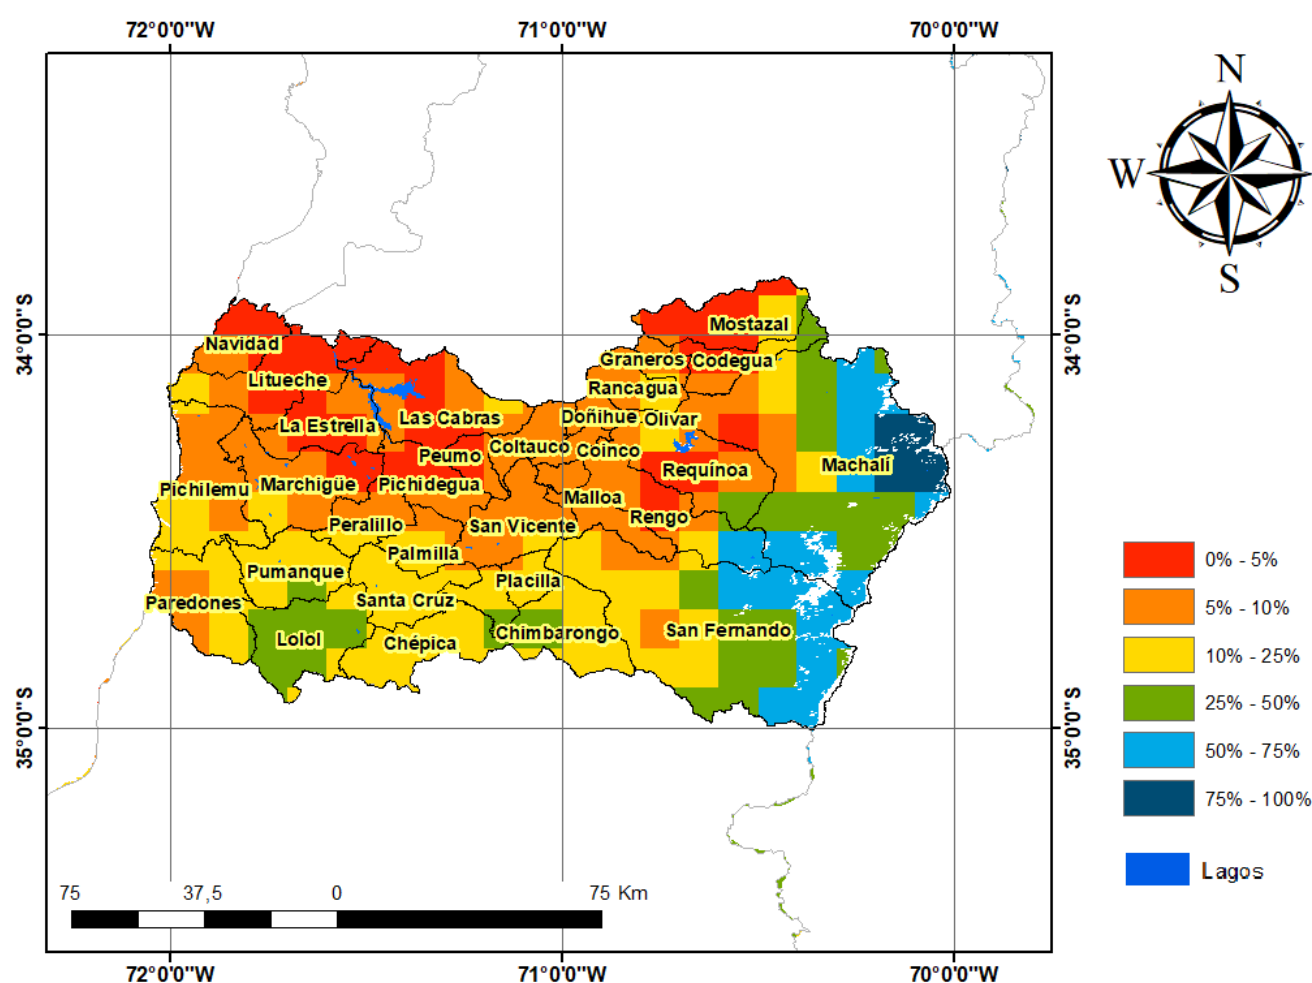 72°0'0"W 71°0'0"W 70°0'0"W
N
W
S
34°0'0"S
34°0'0"S
Mostazal
Navidad
Graneros Codegua
Litueche
Rancagua
La Estrella Las Cabras Doñihue Olivar
Peumo Coltauco Coinco
Pichilemu Marchigüe Pichidegua Requínoa Machalí
Malloa
Peralillo San Vicente Rengo
Palmilla
Pumanque Placilla
Paredones Santa Cruz
Lolol Chépica Chimbarongo San Fernando
35°0'0"S
35°0'0"S
0% - 5%
5% - 10%
10% - 25%
25% - 50%
50% - 75%
75% - 100%
Lagos
75 37,5 0 75 Km
72°0'0"W 71°0'0"W 70°0'0"W